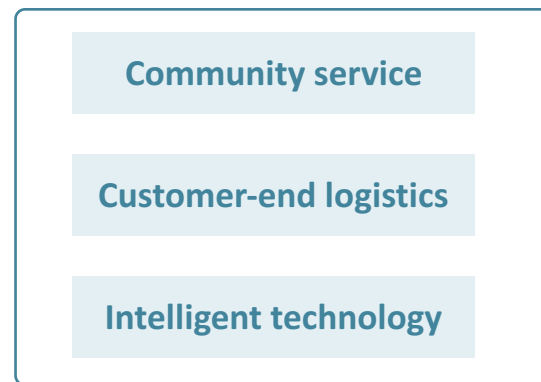 Community service
Customer-end logistics
Intelligent technology